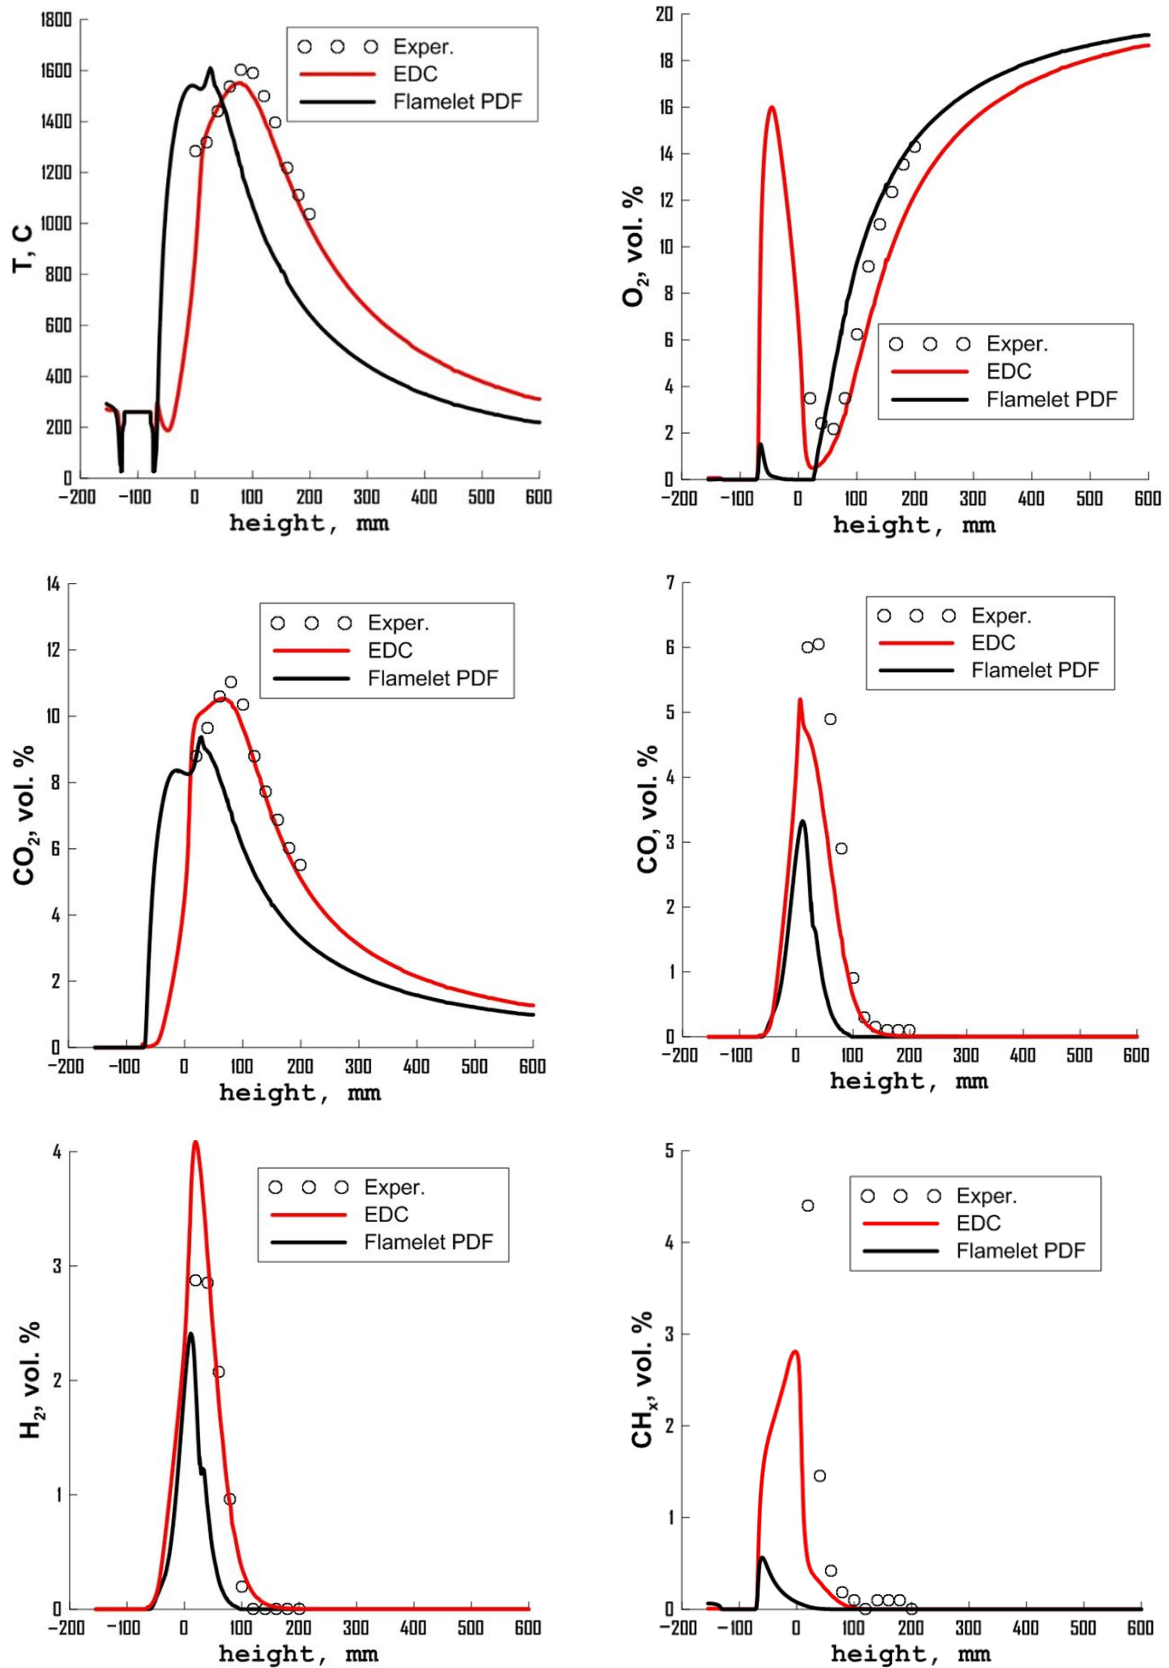 1800
1600
1400
1200
1000
800
600
400
200
0
T, C
Exper.
EDC
Flamelet PDF
−200 −100 0 100 200 300 400 500 600
height, mm
20
18
16
14
12
10
8
6
4
2
0
O₂, vol. %
Exper.
EDC
Flamelet PDF
−200 −100 0 100 200 300 400 500 600
height, mm
14
12
10
8
6
4
2
0
CO₂, vol. %
Exper.
EDC
Flamelet PDF
−200 −100 0 100 200 300 400 500 600
height, mm
7
6
5
4
3
2
1
0
CO, vol. %
Exper.
EDC
Flamelet PDF
−200 −100 0 100 200 300 400 500 600
height, mm
4
3
2
1
0
H₂, vol. %
Exper.
EDC
Flamelet PDF
−200 −100 0 100 200 300 400 500 600
height, mm
5
4
3
2
1
0
CHₓ, vol. %
Exper.
EDC
Flamelet PDF
−200 −100 0 100 200 300 400 500 600
height, mm